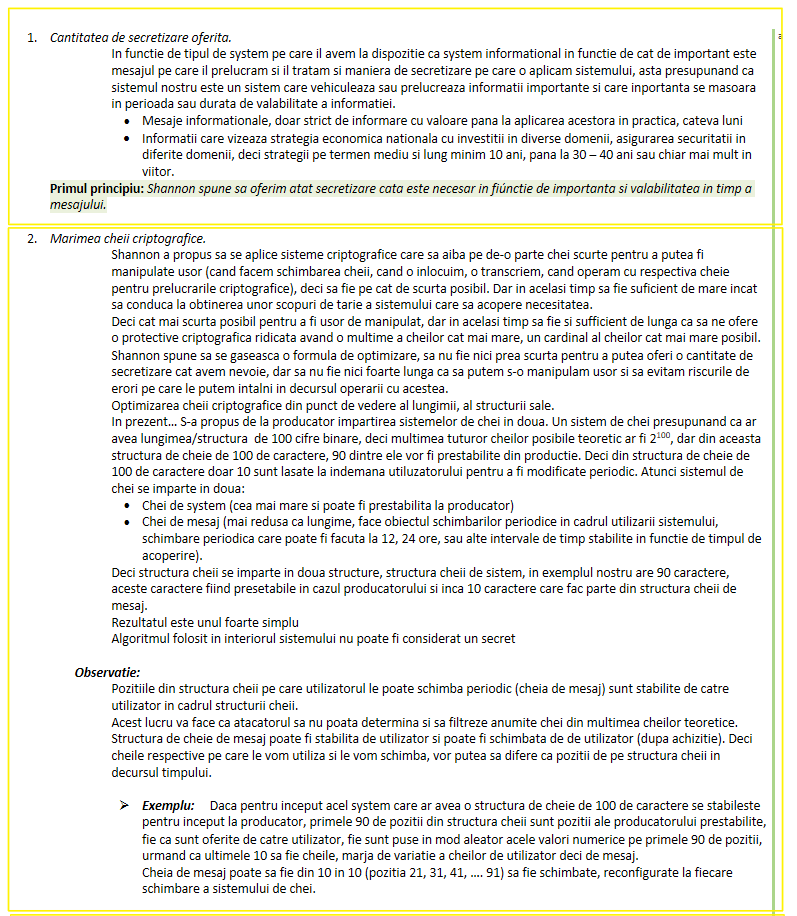 1. Cantitatea de secretizare oferita.
In functie de tipul de system pe care il avem la dispozitie ca system informational in functie de cat de important este
mesajul pe care il prelucram si il tratam si maniera de secretizare pe care o aplicam sistemului, asta presupunand ca
sistemul nostru este un sistem care vehiculeaza sau prelucreaza informatii importante si care inportanta se masoara
in perioada sau durata de valabilitate a informatiei.
• Mesaje informationale, doar strict de informare cu valoare pana la aplicarea acestora in practica, cateva luni
• Informatii care vizeaza strategia economica nationala cu investitii in diverse domenii, asigurarea securitatii in
diferite domenii, deci strategii pe termen mediu si lung minim 10 ani, pana la 30 – 40 ani sau chiar mai mult in
viitor.
Primul principiu: Shannon spune sa oferim atat secretizare cata este necesar in fiúnctie de importanta si valabilitatea in timp a
mesajului.
2. Marimea cheii criptografice.
Shannon a propus sa se aplice sisteme criptografice care sa aiba pe de-o parte chei scurte pentru a putea fi
manipulate usor (cand facem schimbarea cheii, cand o inlocuim, o transcriem, cand operam cu respectiva cheie
pentru prelucrarile criptografice), deci sa fie pe cat de scurta posibil. Dar in acelasi timp sa fie suficient de mare incat
sa conduca la obtinerea unor scopuri de tarie a sistemului care sa acopere necesitatea.
Deci cat mai scurta posibil pentru a fi usor de manipulat, dar in acelasi timp sa fie si sufficient de lunga ca sa ne ofere
o protective criptografica ridicata avand o multime a cheilor cat mai mare, un cardinal al cheilor cat mai mare posibil.
Shannon spune sa se gaseasca o formula de optimizare, sa nu fie nici prea scurta pentru a putea oferi o cantitate de
secretizare cat avem nevoie, dar sa nu fie nici foarte lunga ca sa putem s-o manipulam usor si sa evitam riscurile de
erori pe care le putem intalni in decursul operarii cu acestea.
Optimizarea cheii criptografice din punct de vedere al lungimii, al structurii sale.
In prezent... S-a propus de la producator impartirea sistemelor de chei in doua. Un sistem de chei presupunand ca ar
avea lungimea/structura de 100 cifre binare, deci multimea tuturor cheilor posibile teoretic ar fi 2¹⁰⁰, dar din aceasta
structura de cheie de 100 de caractere, 90 dintre ele vor fi prestabilite din productie. Deci din structura de cheie de
100 de caractere doar 10 sunt lasate la indemana utiluzatorului pentru a fi modificate periodic. Atunci sistemul de
chei se imparte in doua:
• Chei de system (cea mai mare si poate fi prestabilita la producator)
• Chei de mesaj (mai redusa ca lungime, face obiectul schimbarilor periodice in cadrul utilizarii sistemului,
schimbare periodica care poate fi facuta la 12, 24 ore, sau alte intervale de timp stabilite in functie de timpul de
acoperire).
Deci structura cheii se imparte in doua structure, structura cheii de sistem, in exemplul nostru are 90 caractere,
aceste caractere fiind presetabile in cazul producatorului si inca 10 caractere care fac parte din structura cheii de
mesaj.
Rezultatul este unul foarte simplu
Algoritmul folosit in interiorul sistemului nu poate fi considerat un secret
Observatie:
Pozitiile din structura cheii pe care utilizatorul le poate schimba periodic (cheia de mesaj) sunt stabilite de catre
utilizator in cadrul structurii cheii.
Acest lucru va face ca atacatorul sa nu poata determina si sa filtreze anumite chei din multimea cheilor teoretice.
Structura de cheie de mesaj poate fi stabilita de utilizator si poate fi schimbata de de utilizator (dupa achizitie). Deci
cheile respective pe care le vom utiliza si le vom schimba, vor putea sa difere ca pozitii de pe structura cheii in
decursul timpului.
➢ Exemplu: Daca pentru inceput acel system care ar avea o structura de cheie de 100 de caractere se stabileste
pentru inceput la producator, primele 90 de pozitii din structura cheii sunt pozitii ale producatorului prestabilite,
fie ca sunt oferite de catre utilizator, fie sunt puse in mod aleator acele valori numerice pe primele 90 de pozitii,
urmand ca ultimele 10 sa fie cheile, marja de variatie a cheilor de utilizator deci de mesaj.
Cheia de mesaj poate sa fie din 10 in 10 (pozitia 21, 31, 41, .... 91) sa fie schimbate, reconfigurate la fiecare
schimbare a sistemului de chei.